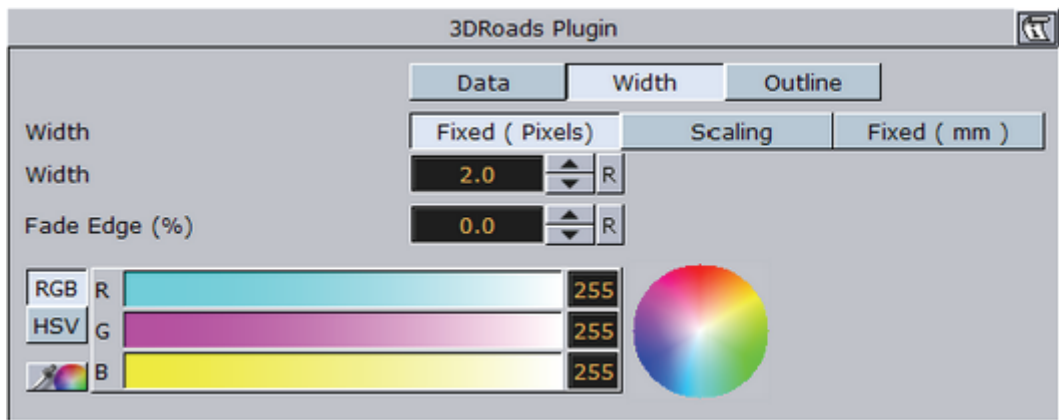 3DRoads Plugin
Data Width Outline
Width Fixed ( Pixels) Scaling Fixed ( mm )
Width 2.0 R
Fade Edge (%) 0.0 R
RGB R 255
HSV G 255
B 255